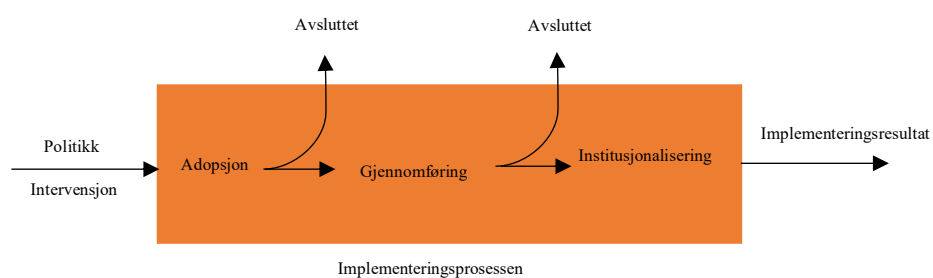 Avsluttet
Avsluttet
Politikk
Intervensjon
Adopsjon
Gjennomføring
Institusjonalisering
Implementeringsresultat
Implementeringsprosessen